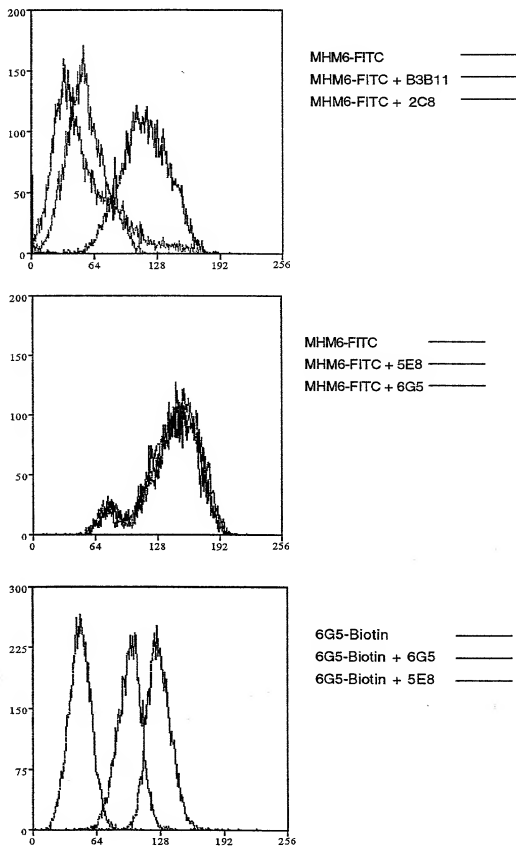 200
150
100
50
0
0 64 128 192 256
MHM6-FITC
MHM6-FITC + B3B11
MHM6-FITC + 2C8
200
150
100
50
0
0 64 128 192 256
MHM6-FITC
MHM6-FITC + 5E8
MHM6-FITC + 6G5
300
225
150
75
0
0 64 128 192 256
6G5-Biotin
6G5-Biotin + 6G5
6G5-Biotin + 5E8